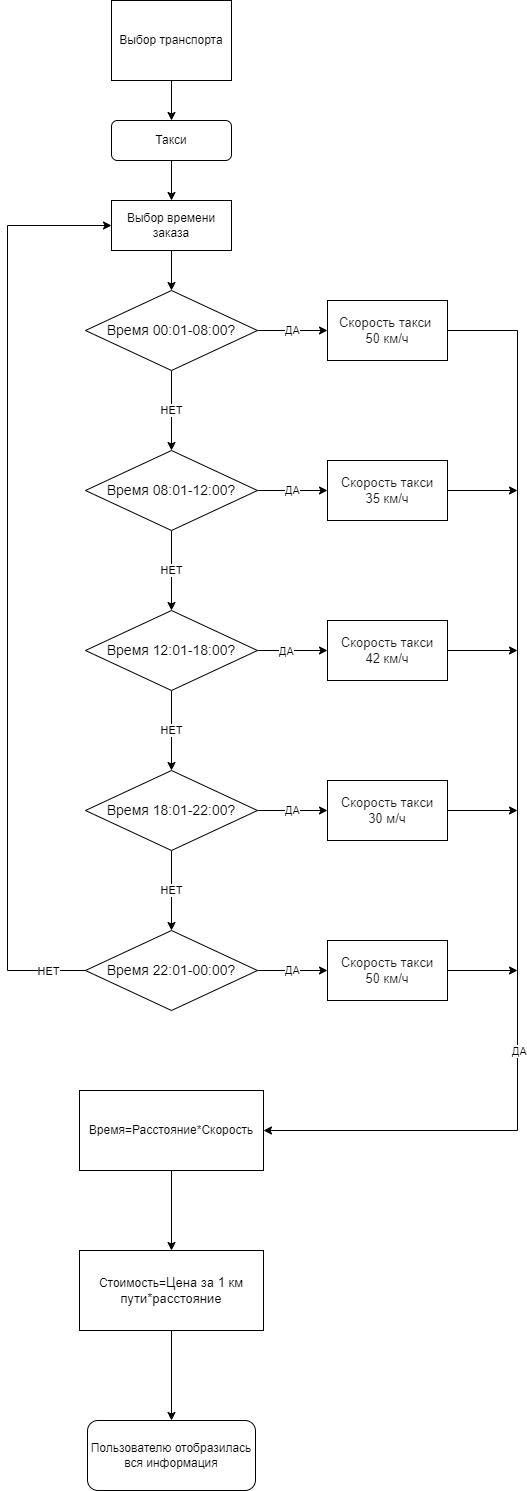 Выбор транспорта
Такси
Выбор времени
заказа
Время 00:01-08:00?
ДА
Скорость такси
50 км/ч
НЕТ
Время 08:01-12:00?
ДА
Скорость такси
35 км/ч
НЕТ
Время 12:01-18:00?
ДА
Скорость такси
42 км/ч
НЕТ
Время 18:01-22:00?
ДА
Скорость такси
30 м/ч
НЕТ
НЕТ
Время 22:01-00:00?
ДА
Скорость такси
50 км/ч
ДА
Время=Расстояние*Скорость
Стоимость=Цена за 1 км
пути*расстояние
Пользователю отобразилась
вся информация